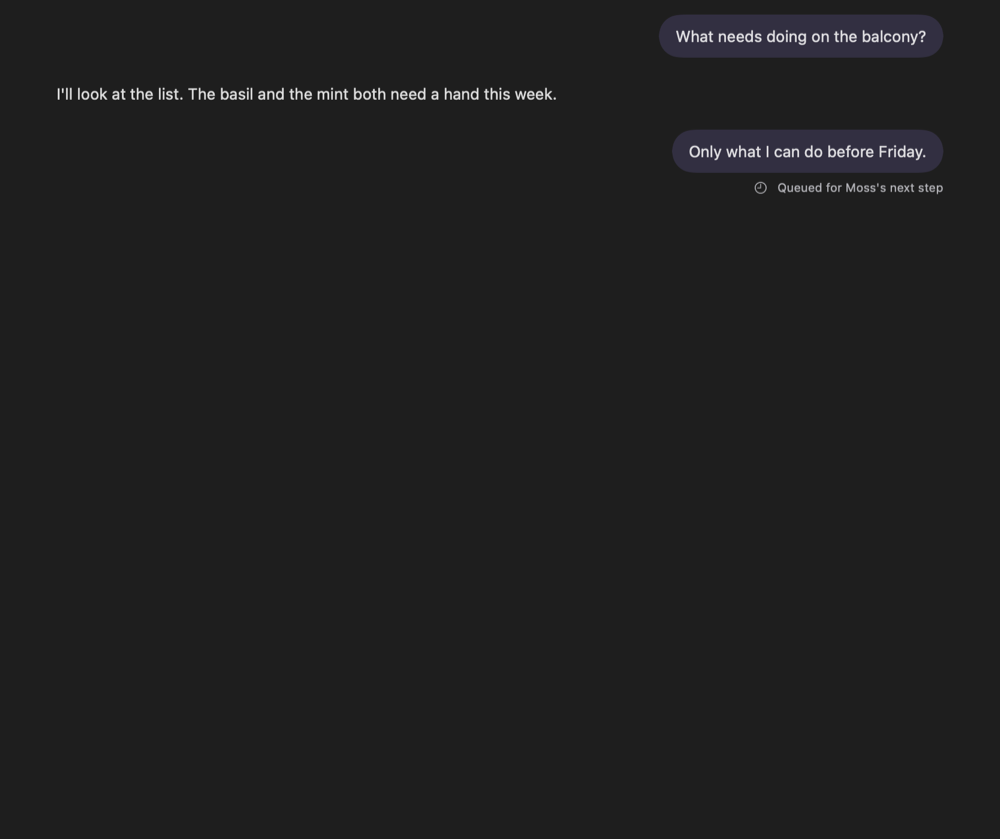 What needs doing on the balcony?
I'll look at the list. The basil and the mint both need a hand this week.
Only what I can do before Friday.
Queued for Moss's next step